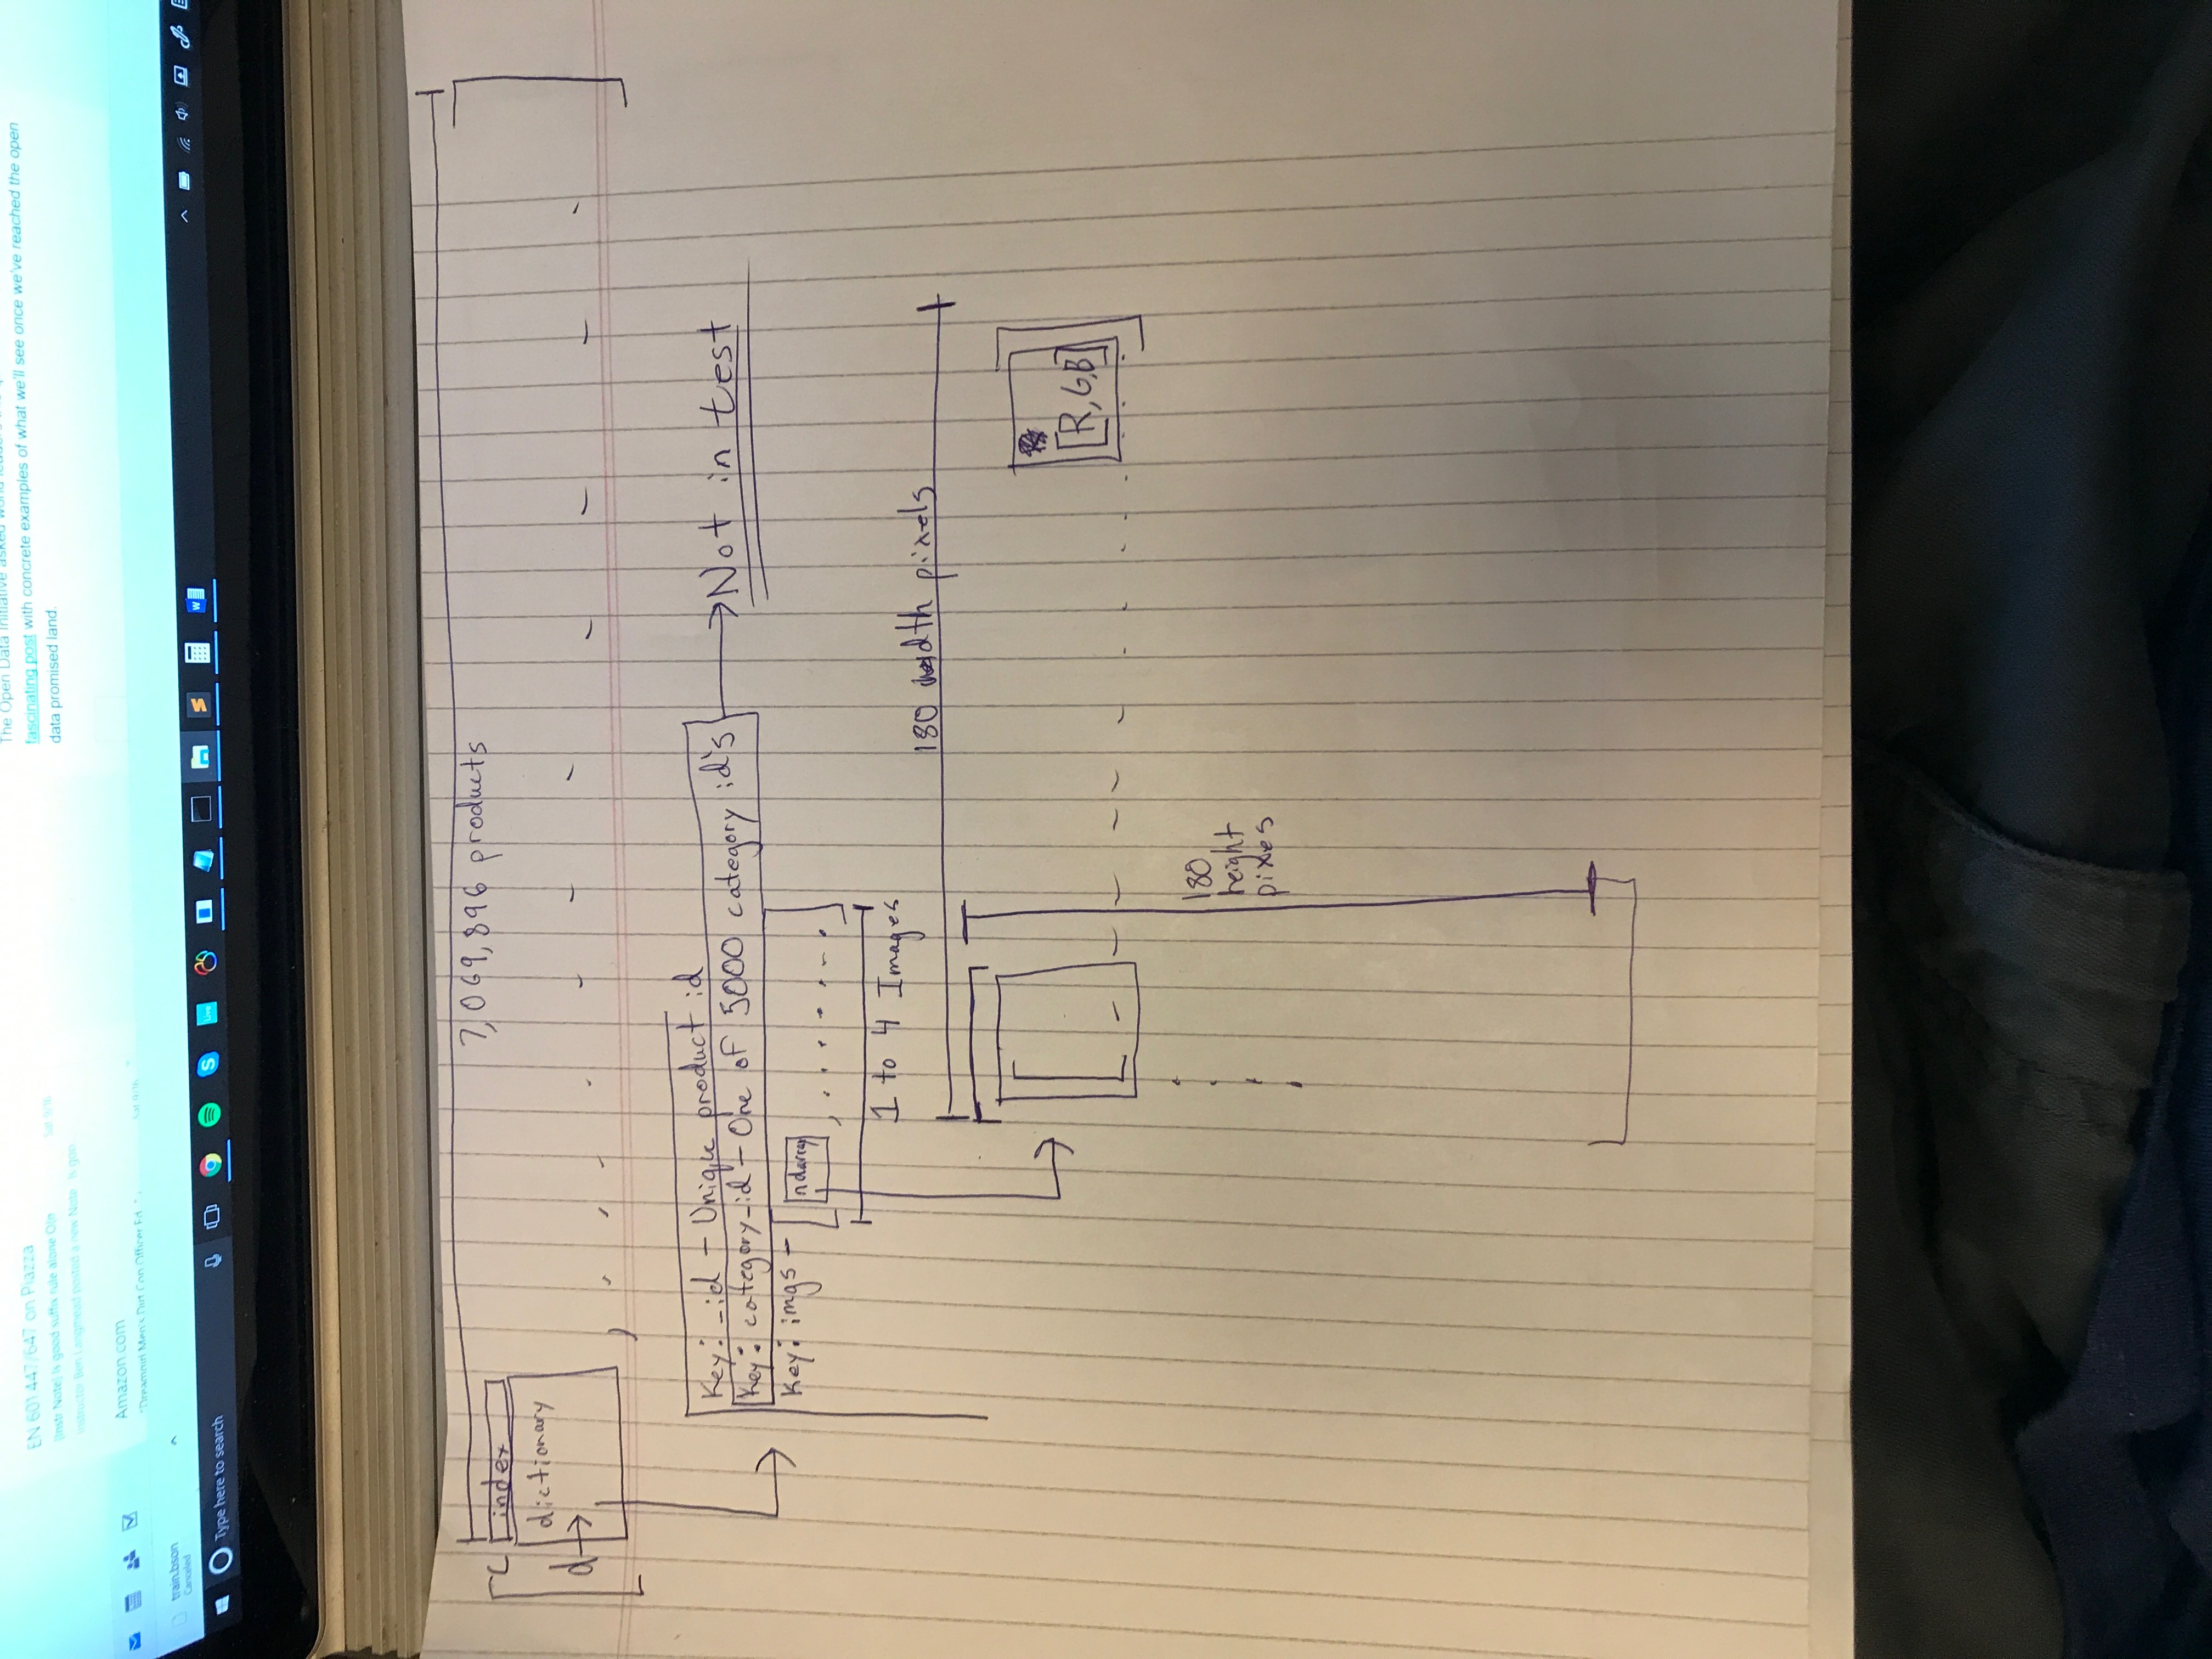 The Open Data Initiative asked world leaders
EN 601.447/647 on Piazza
fascinating post with concrete examples of what we'll see once we've reached the open
[Instr Note] Is good suffix rule alone O(n
Sat 9/16
data promised land.
Instructor Ben Langmead posted a new Note. Is goo
Amazon.com
"Dreamgirl Men's Dirt Cop Officer Ed
Sat 9/16
train.bson
Canceled
Type here to search
Live
7,069,896 products
c index
dictionary
d
Key: _id - Unique product id
Key: category_id - One of 5000 category id's
Not in test
Key: imgs -
ndarray
1 to 4 Images
180 width pixels
[R,G,B]
180
height
pixes